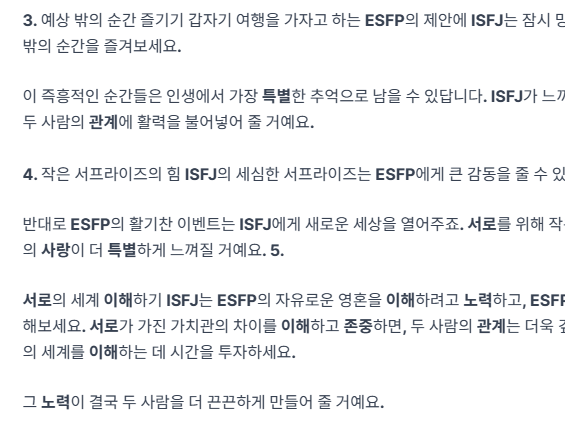 3. 예상 밖의 순간 즐기기 갑자기 여행을 가자고 하는 ESFP의 제안에 ISFJ는 잠시
밖의 순간을 즐겨보세요.
이 즉흥적인 순간들은 인생에서 가장 특별한 추억으로 남을 수 있답니다. ISFJ가
두 사람의 관계에 활력을 불어넣어 줄 거예요.
4. 작은 서프라이즈의 힘 ISFJ의 세심한 서프라이즈는 ESFP에게 큰 감동을 줄 수
반대로 ESFP의 활기찬 이벤트는 ISFJ에게 새로운 세상을 열어주죠. 서로를 위해
의 사랑이 더 특별하게 느껴질 거예요. 5.
서로의 세계 이해하기 ISFJ는 ESFP의 자유로운 영혼을 이해하려고 노력하고, ESFP
해보세요. 서로가 가진 가치관의 차이를 이해하고 존중하면, 두 사람의 관계는 더욱
의 세계를 이해하는 데 시간을 투자하세요.
그 노력이 결국 두 사람을 더 끈끈하게 만들어 줄 거예요.